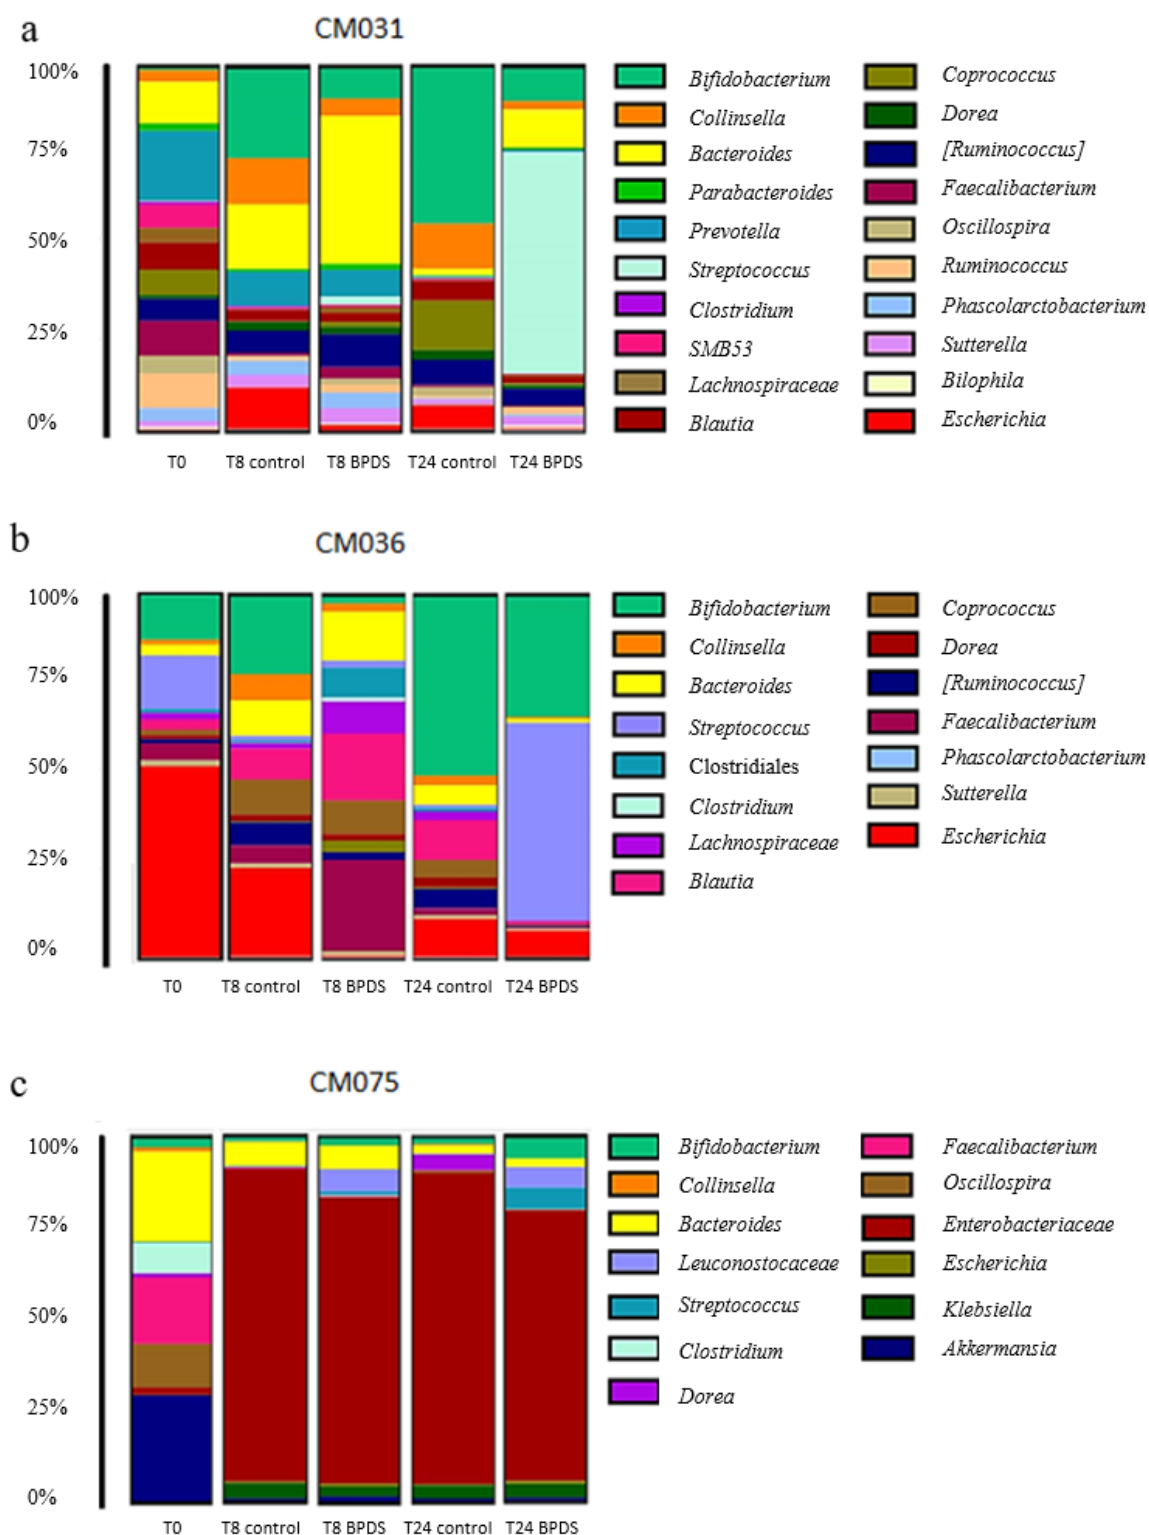 a
CM031
100%
75%
50%
25%
0%
T0 T8 control T8 BPDS T24 control T24 BPDS
Bifidobacterium
Collinsella
Bacteroides
Parabacteroides
Prevotella
Streptococcus
Clostridium
SMB53
Lachnospiraceae
Blautia
Coprococcus
Dorea
[Ruminococcus]
Faecalibacterium
Oscillospira
Ruminococcus
Phascolarctobacterium
Sutterella
Bilophila
Escherichia
b
CM036
100%
75%
50%
25%
0%
T0 T8 control T8 BPDS T24 control T24 BPDS
Bifidobacterium
Collinsella
Bacteroides
Streptococcus
Clostridiales
Clostridium
Lachnospiraceae
Blautia
Coprococcus
Dorea
[Ruminococcus]
Faecalibacterium
Phascolarctobacterium
Sutterella
Escherichia
c
CM075
100%
75%
50%
25%
0%
T0 T8 control T8 BPDS T24 control T24 BPDS
Bifidobacterium
Collinsella
Bacteroides
Leuconostocaceae
Streptococcus
Clostridium
Dorea
Faecalibacterium
Oscillospira
Enterobacteriaceae
Escherichia
Klebsiella
Akkermansia